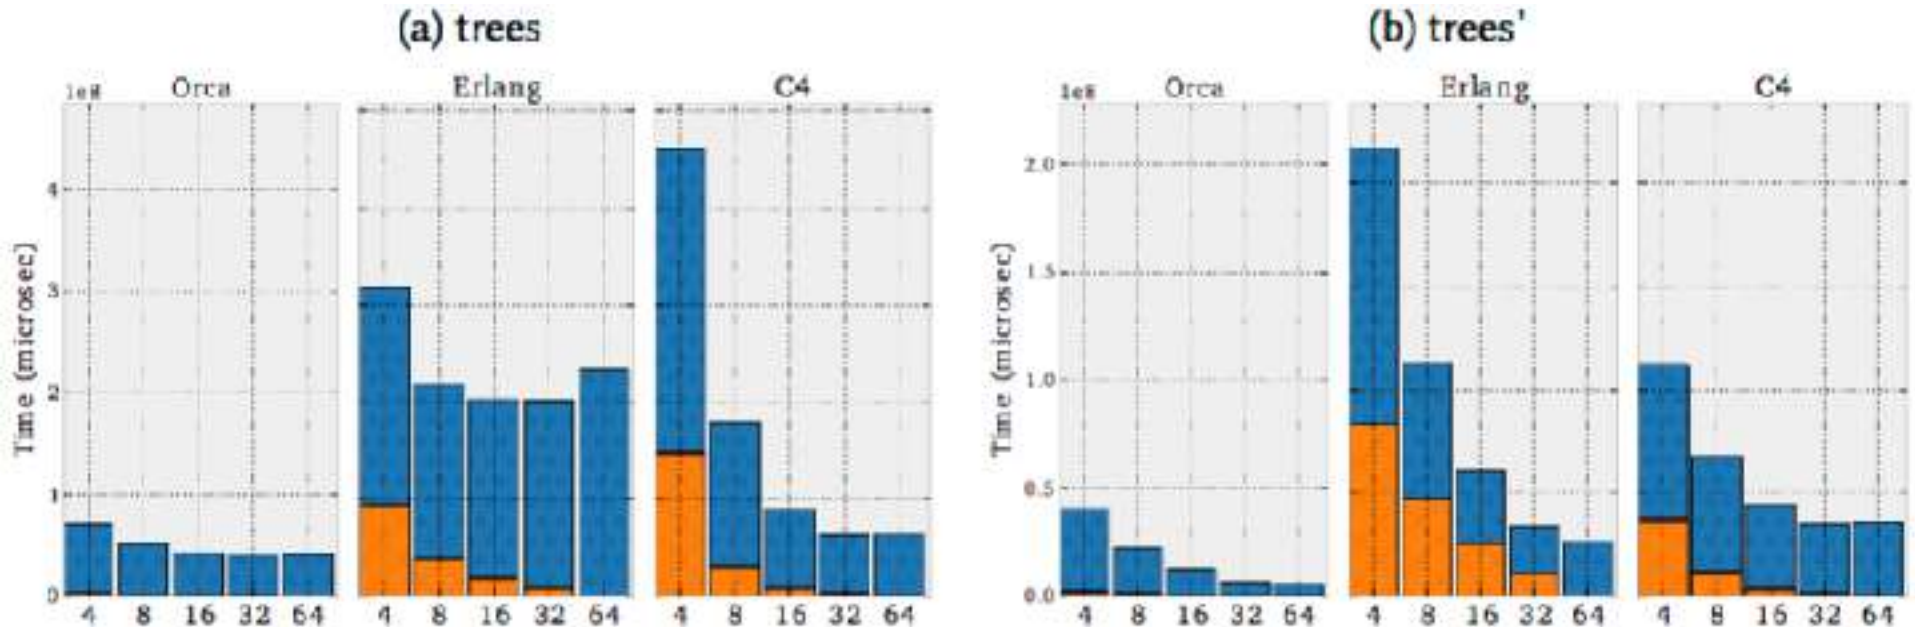 (a) trees
1e8 Orca Erlang C4
4
3
2
1
0
Time (microsec)
4 8 16 32 64 4 8 16 32 64 4 8 16 32 64
(b) trees'
1e8 Orca Erlang C4
2.0
1.5
1.0
0.5
0.0
Time (microsec)
4 8 16 32 64 4 8 16 32 64 4 8 16 32 64